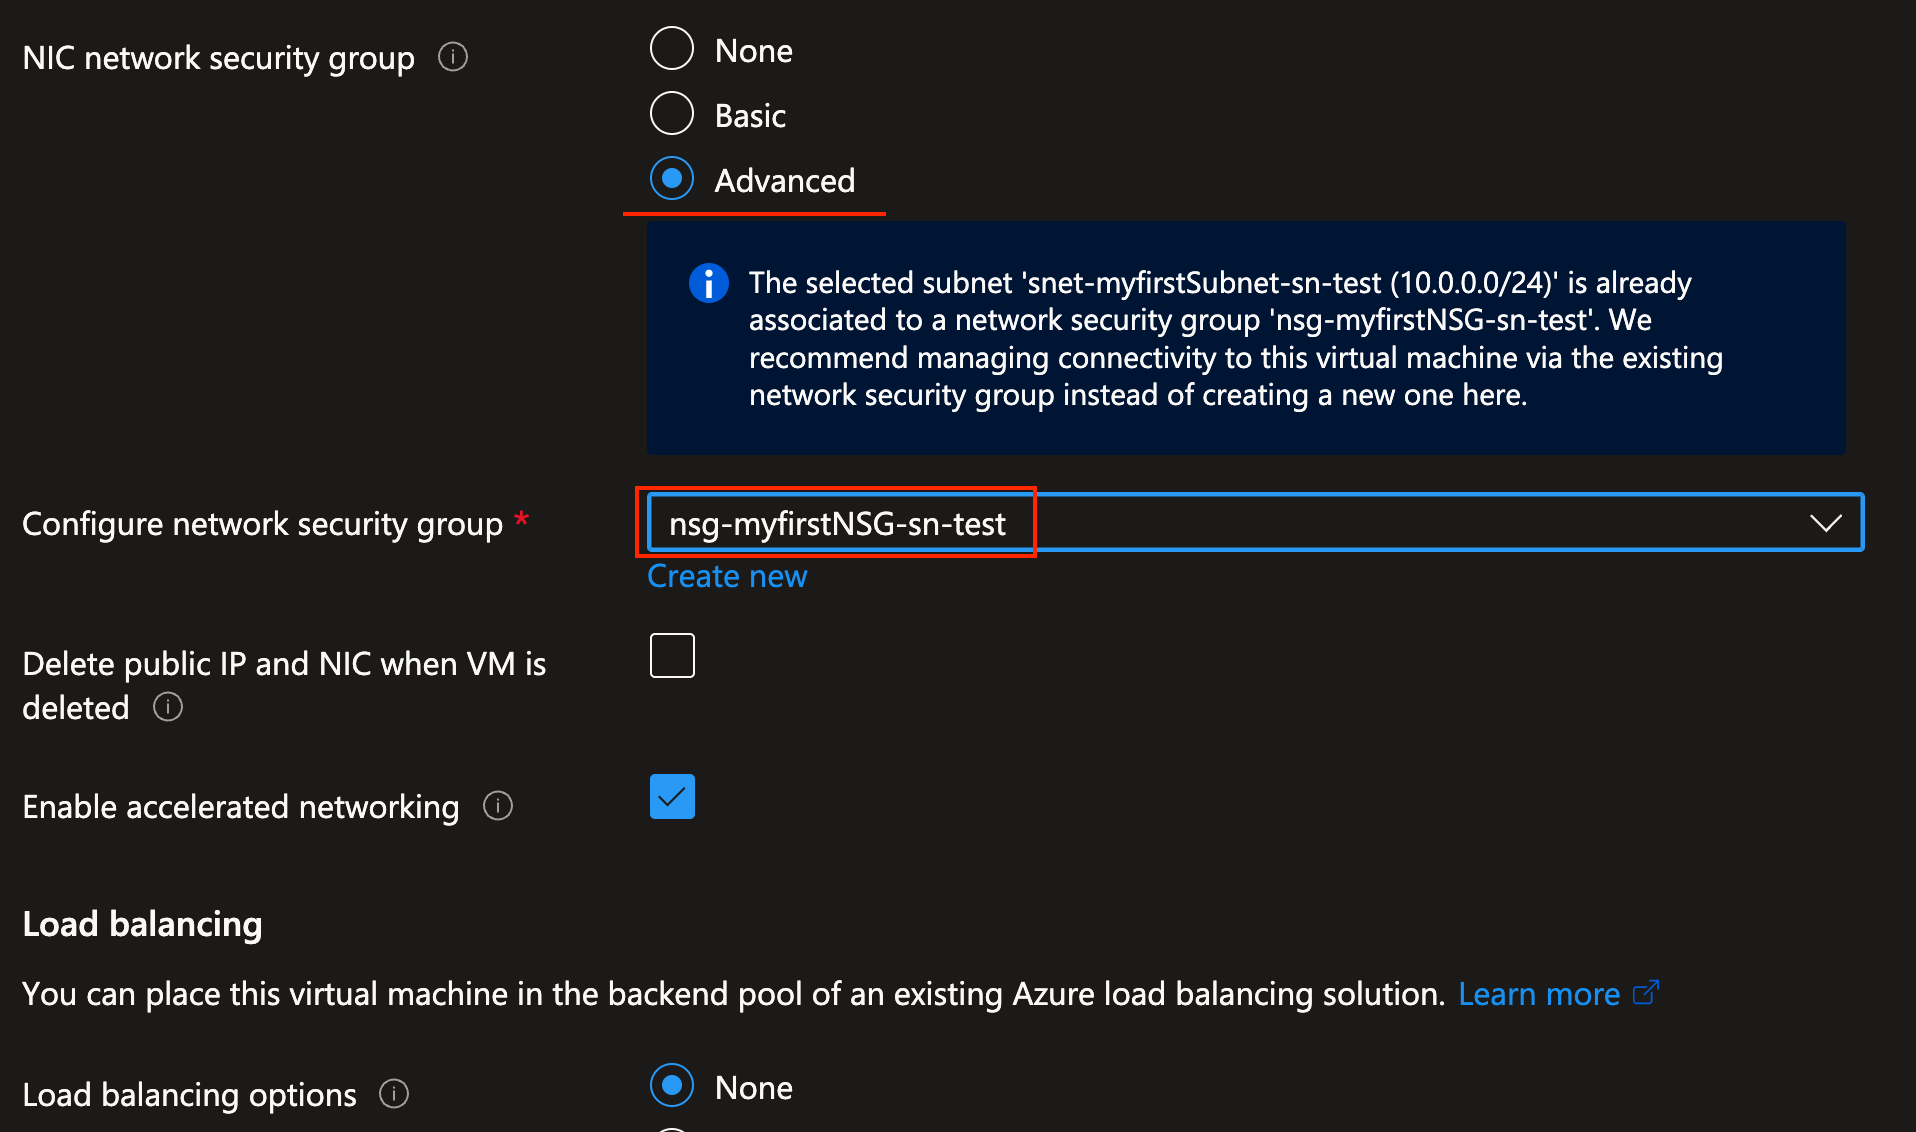 NIC network security group
None
Basic
Advanced
The selected subnet 'snet-myfirstSubnet-sn-test (10.0.0.0/24)' is already
associated to a network security group 'nsg-myfirstNSG-sn-test'. We
recommend managing connectivity to this virtual machine via the existing
network security group instead of creating a new one here.
Configure network security group *
nsg-myfirstNSG-sn-test
Create new
Delete public IP and NIC when VM is
deleted
Enable accelerated networking
Load balancing
You can place this virtual machine in the backend pool of an existing Azure load balancing solution. Learn more
Load balancing options
None